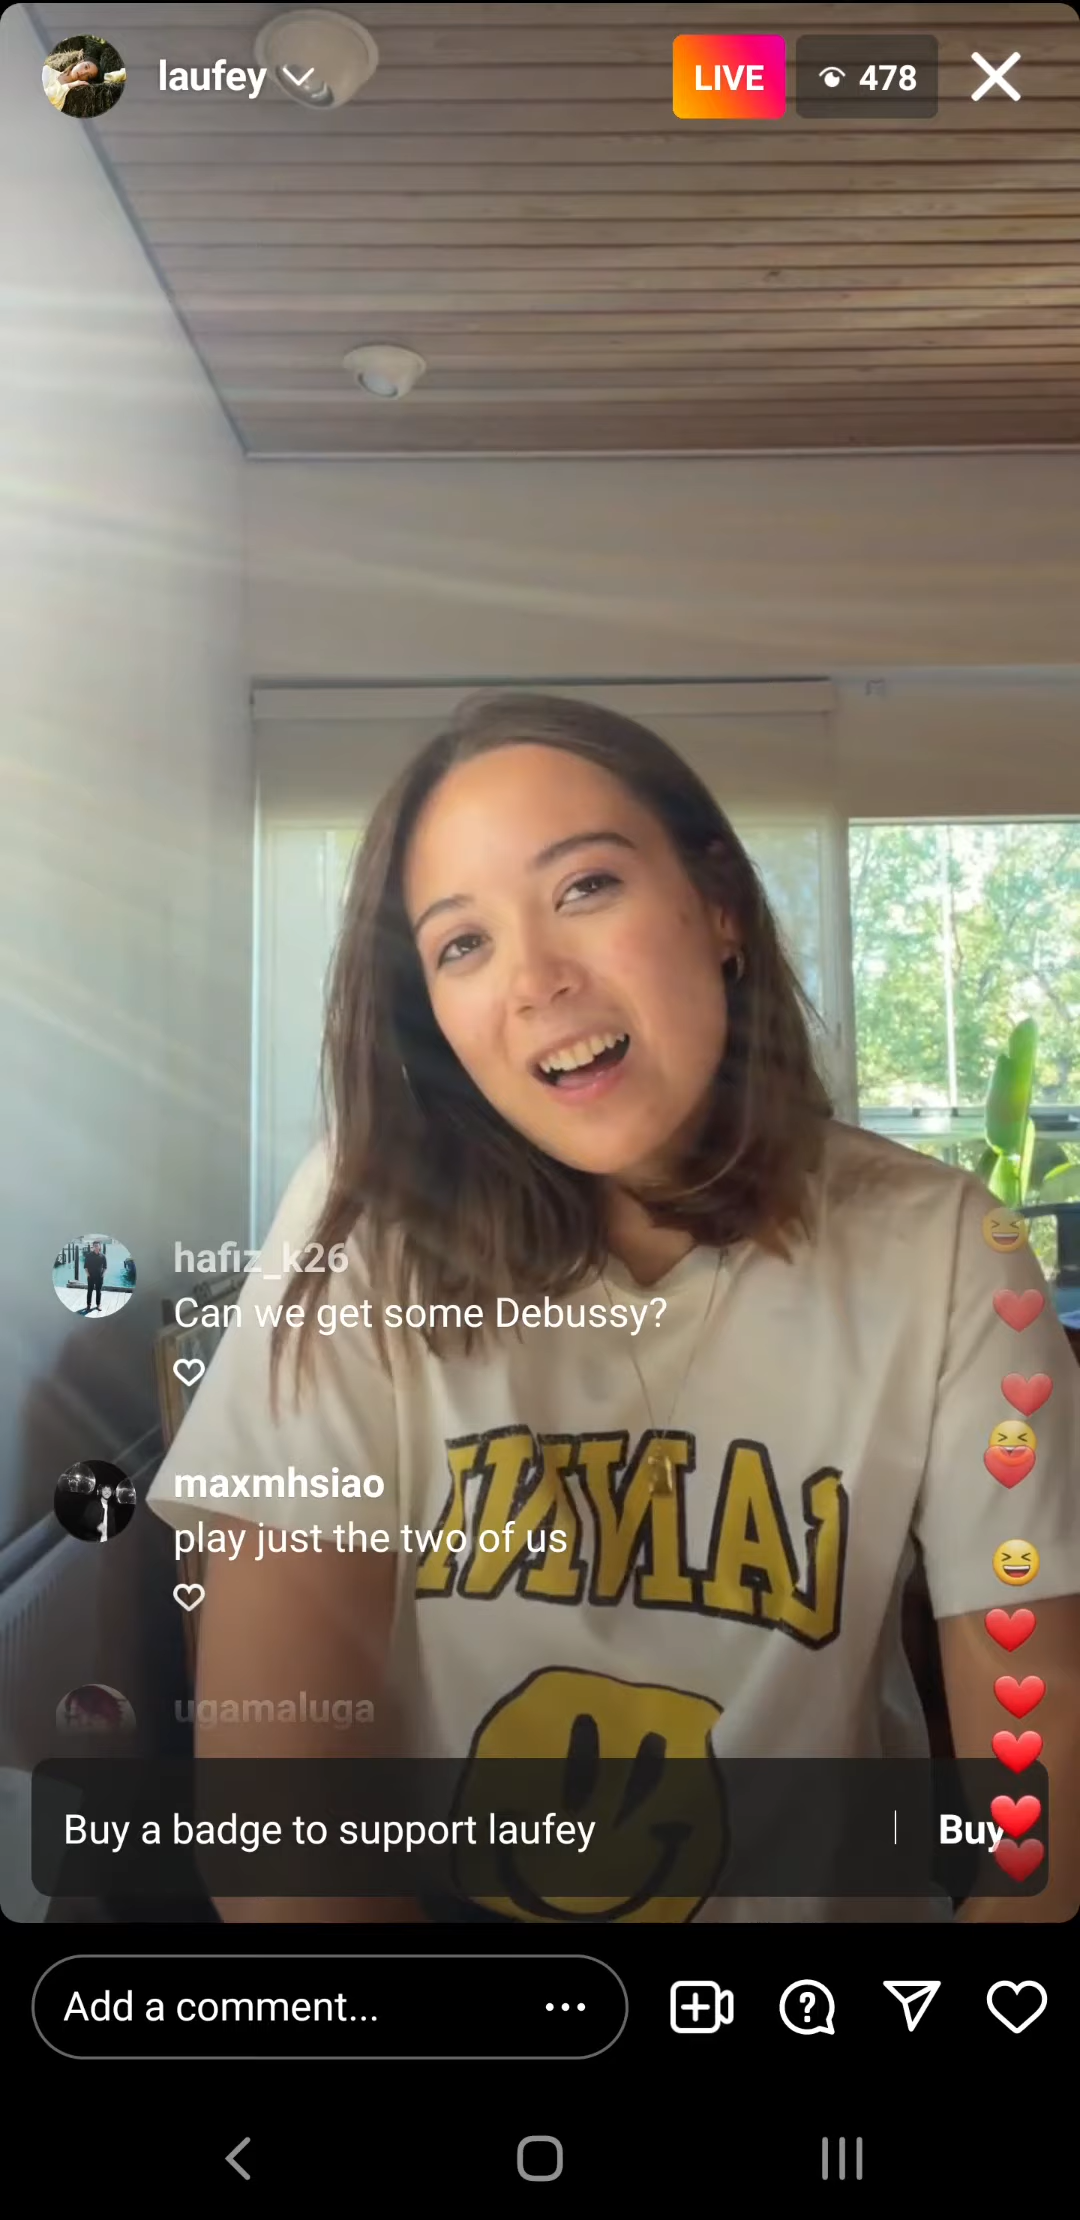 laufey
LIVE
478
hafiz_k26
Can we get some Debussy?
maxmhsiao
play just the two of us
LANNNI
ugamaluga
Buy a badge to support laufey
Buy
Add a comment...